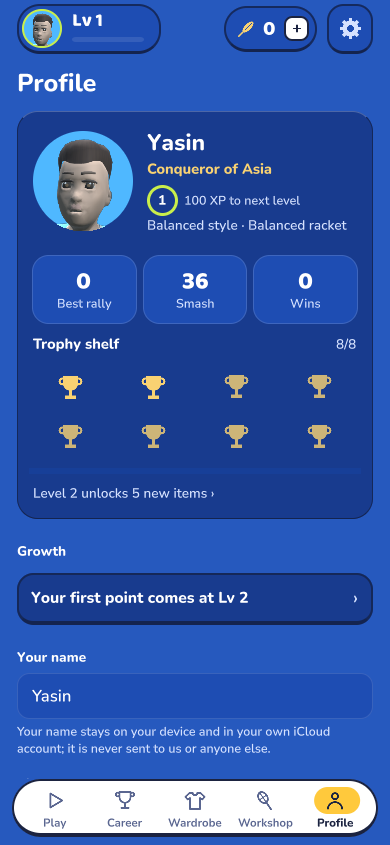 Lv 1
0
+
Profile
Yasin
Conqueror of Asia
1
100 XP to next level
Balanced style · Balanced racket
0
Best rally
36
Smash
0
Wins
Trophy shelf
8/8
Level 2 unlocks 5 new items ›
Growth
Your first point comes at Lv 2 ›
Your name
Yasin
Your name stays on your device and in your own iCloud
account; it is never sent to us or anyone else.
Play
Career
Wardrobe
Workshop
Profile